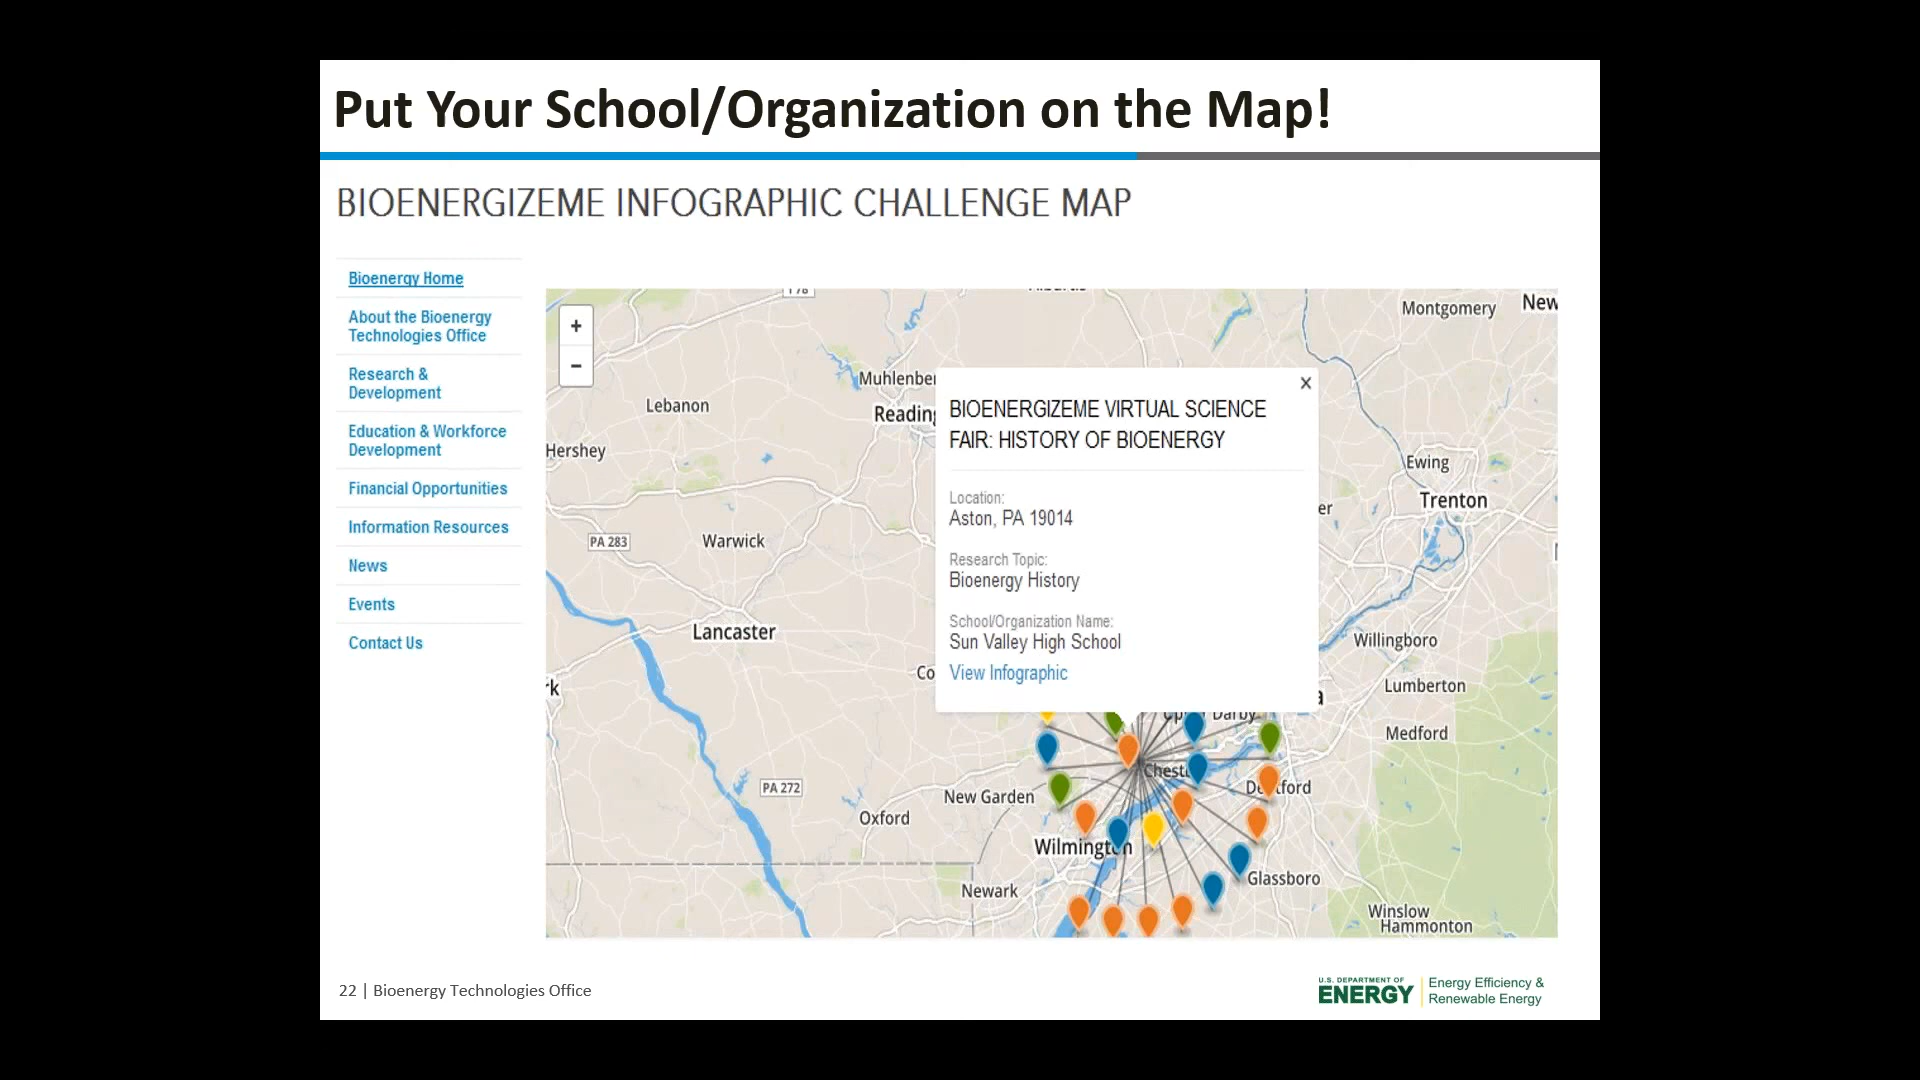 Put Your School/Organization on the Map!
BIOENERGIZEME INFOGRAPHIC CHALLENGE MAP
Bioenergy Home
About the Bioenergy
Technologies Office
Research &
Development
Education & Workforce
Development
Financial Opportunities
Information Resources
News
Events
Contact Us
+
−
Montgomery
Lebanon
Hershey
PA 283
Warwick
Lancaster
PA 272
Oxford
New Garden
Newark
Ewing
Trenton
Willingboro
Lumberton
Medford
Glassboro
Winslow
Hammonton
X
BIOENERGIZEME VIRTUAL SCIENCE
FAIR: HISTORY OF BIOENERGY
Location:
Aston, PA 19014
Research Topic:
Bioenergy History
School/Organization Name:
Sun Valley High School
View Infographic
22 | Bioenergy Technologies Office
U.S. DEPARTMENT OF
ENERGY
Energy Efficiency &
Renewable Energy